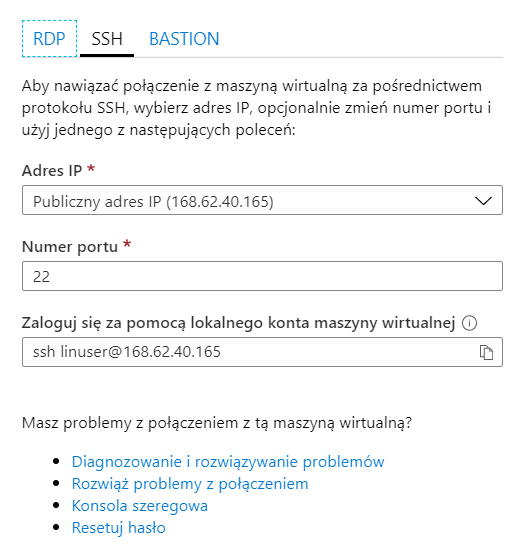 RDP SSH BASTION
Aby nawiązać połączenie z maszyną wirtualną za pośrednictwem
protokołu SSH, wybierz adres IP, opcjonalnie zmień numer portu i
użyj jednego z następujących poleceń:
Adres IP *
Publiczny adres IP (168.62.40.165)
Numer portu *
22
Zaloguj się za pomocą lokalnego konta maszyny wirtualnej
ssh linuser@168.62.40.165
Masz problemy z połączeniem z tą maszyną wirtualną?
• Diagnozowanie i rozwiązywanie problemów
• Rozwiąż problemy z połączeniem
• Konsola szeregowa
• Resetuj hasło